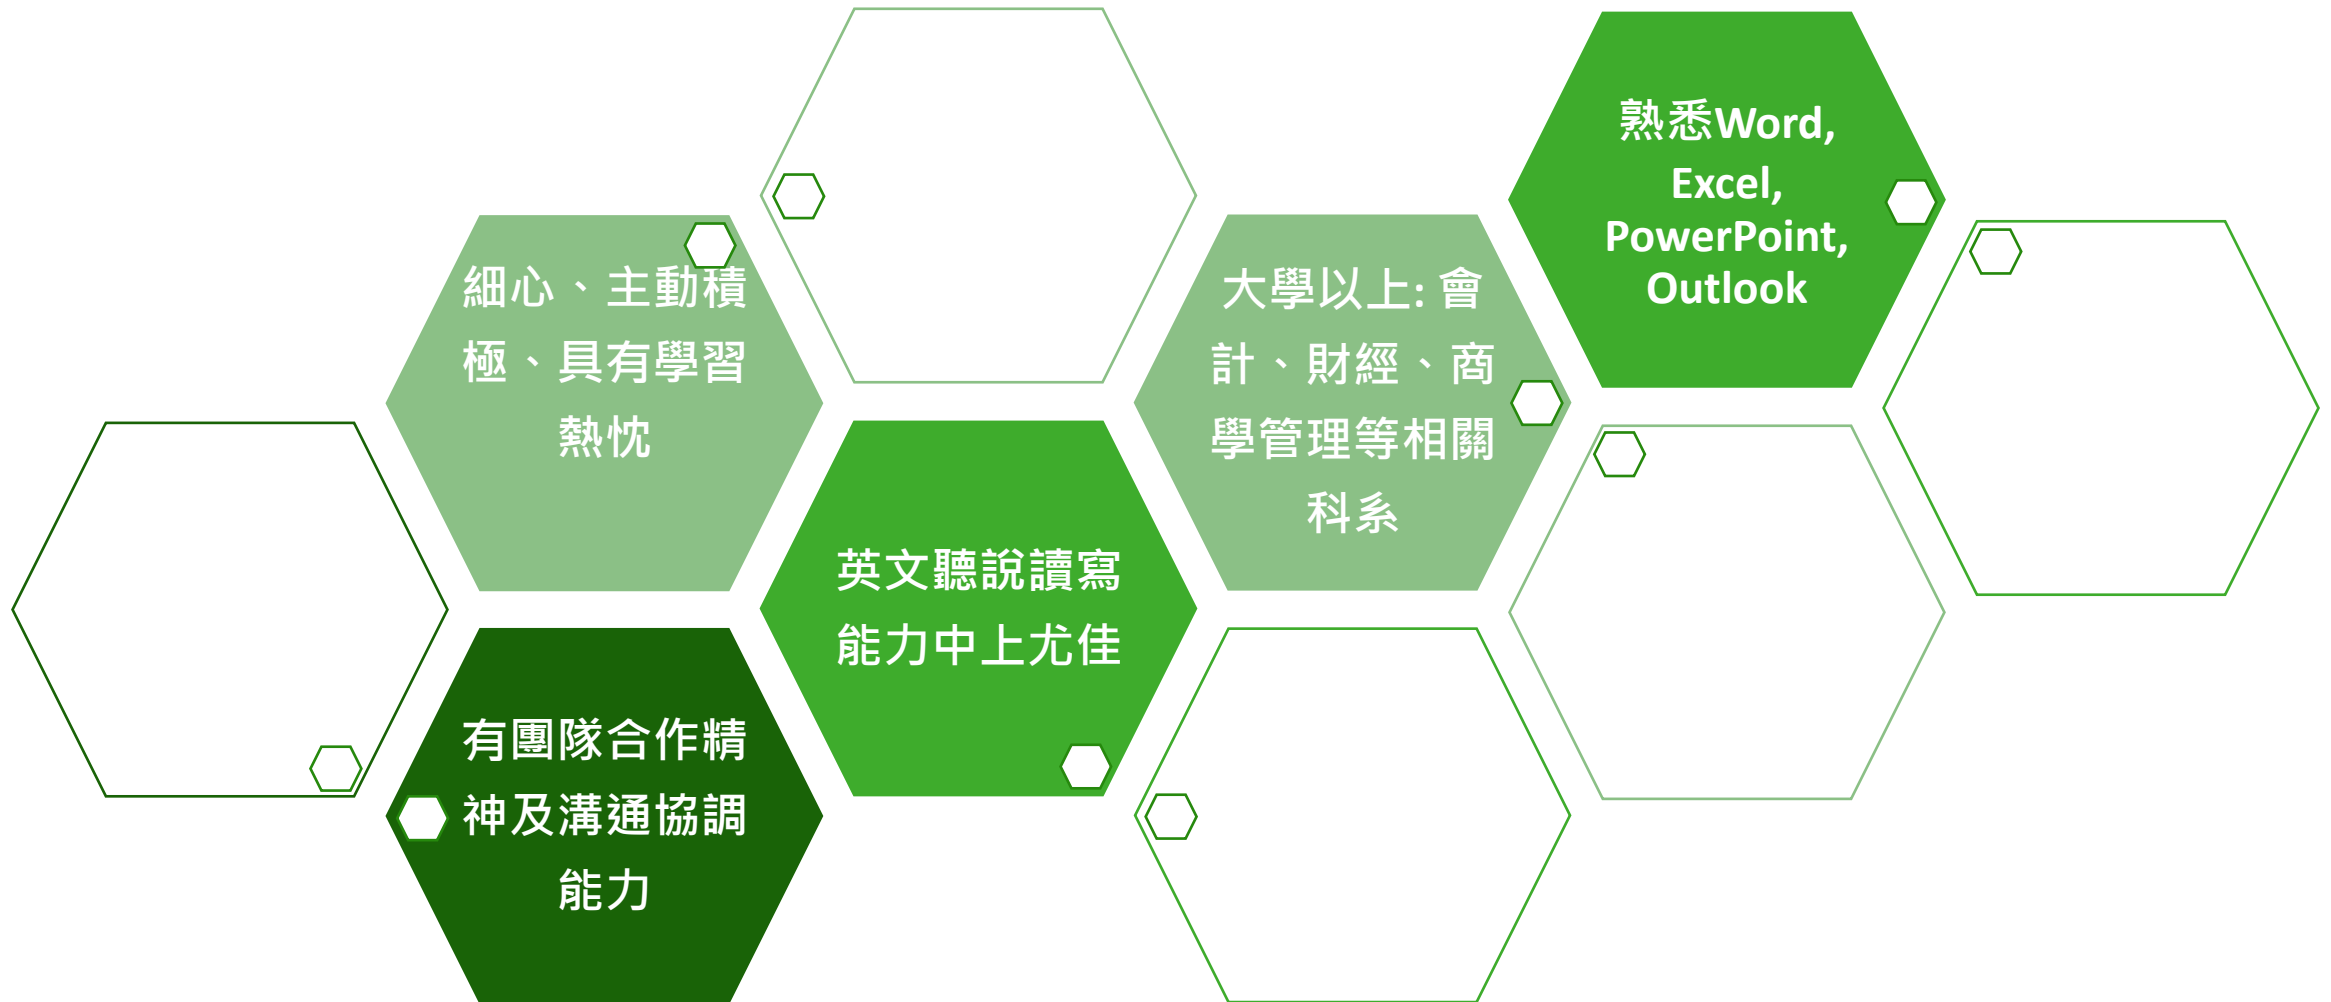 細心、主動積
極、具有學習
熱忱
有團隊合作精
神及溝通協調
能力
英文聽說讀寫
能力中上尤佳
大學以上: 會
計、財經、商
學管理等相關
科系
孰悉Word,
Excel,
PowerPoint,
Outlook